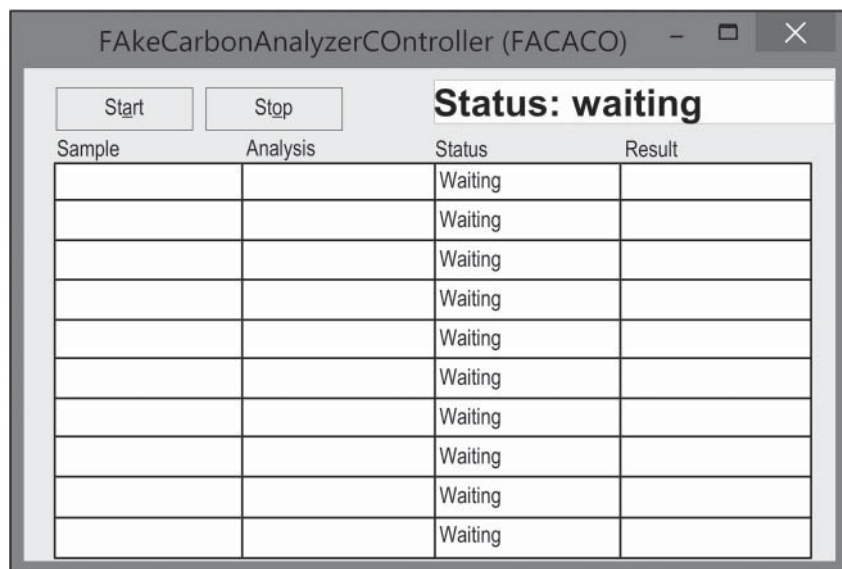 FAkeCarbonAnalyzerCOntroller (FACACO)
Start Stop Status: waiting
Sample Analysis Status Result
Waiting
Waiting
Waiting
Waiting
Waiting
Waiting
Waiting
Waiting
Waiting
Waiting